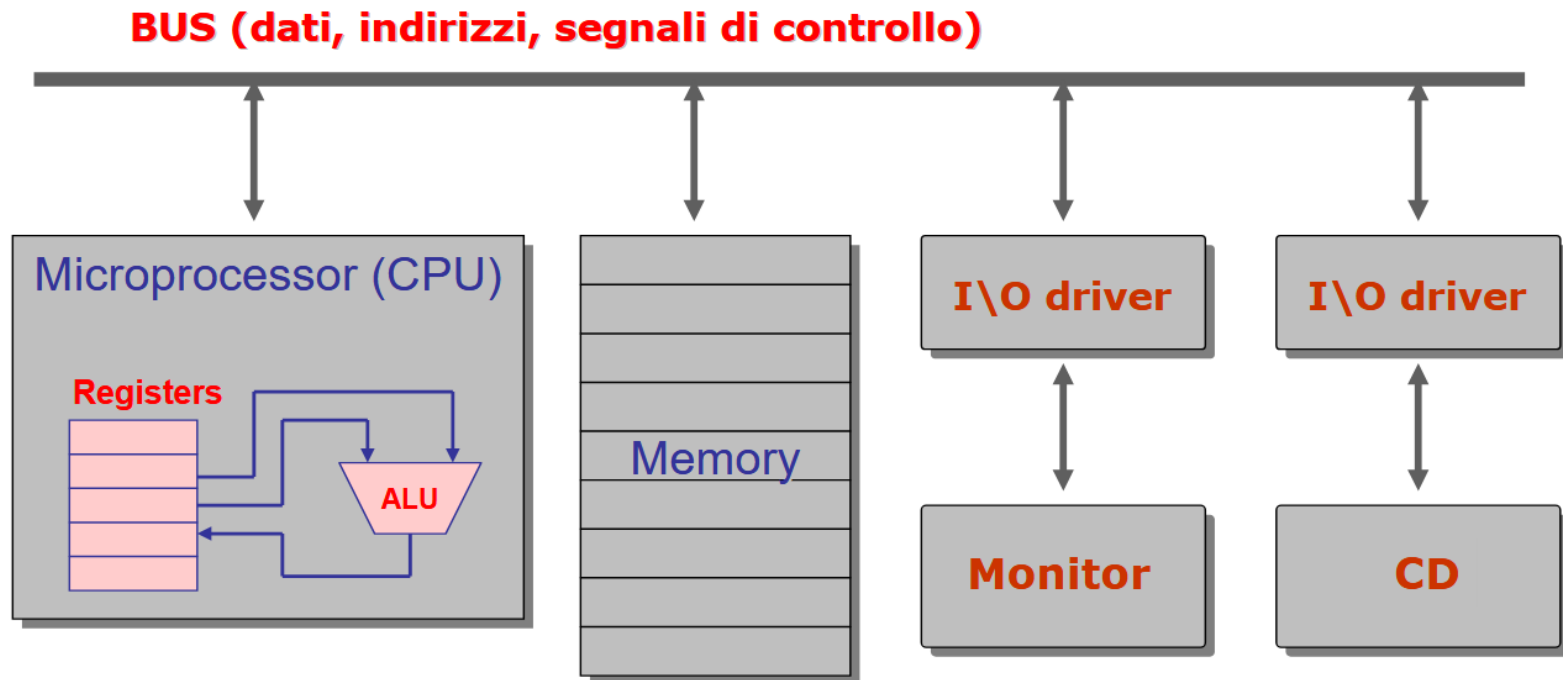 BUS (dati, indirizzi, segnali di controllo)
Microprocessor (CPU)
Registers
ALU
Memory
I\O driver
I\O driver
Monitor
CD